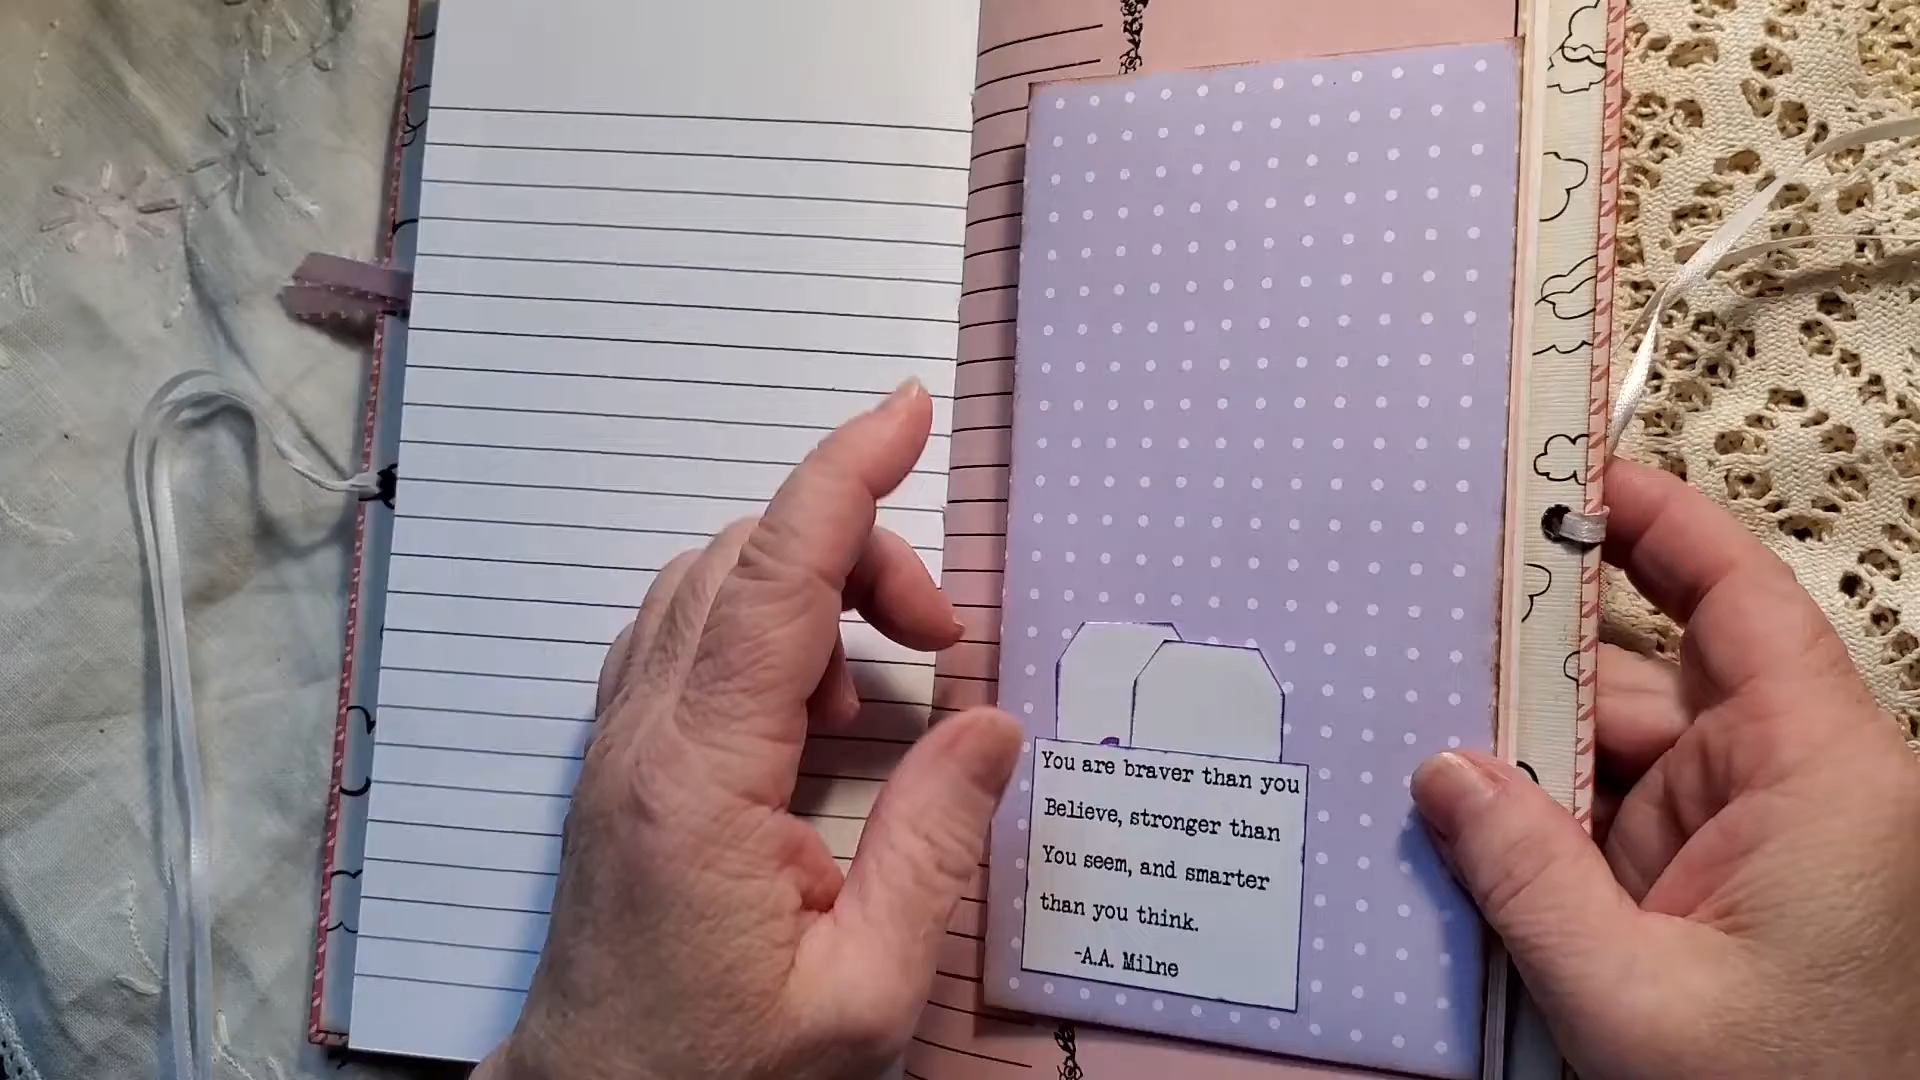 You are braver than you
Believe, stronger than
You seem, and smarter
than you think.
-A.A. Milne